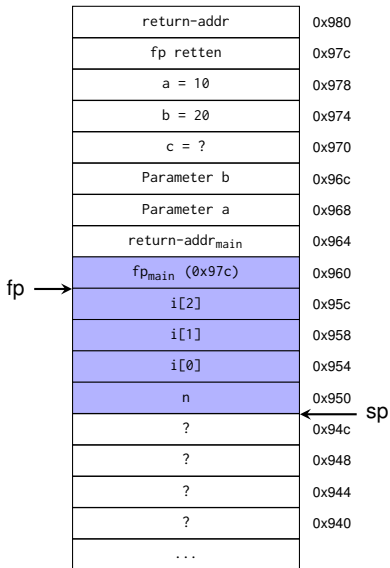 return-addr 0x980
fp retten 0x97c
a = 10 0x978
b = 20 0x974
c = ? 0x970
Parameter b 0x96c
Parameter a 0x968
return-addrmain 0x964
fpmain (0x97c) 0x960
fp
i[2] 0x95c
i[1] 0x958
i[0] 0x954
n 0x950
sp
? 0x94c
? 0x948
? 0x944
? 0x940
...